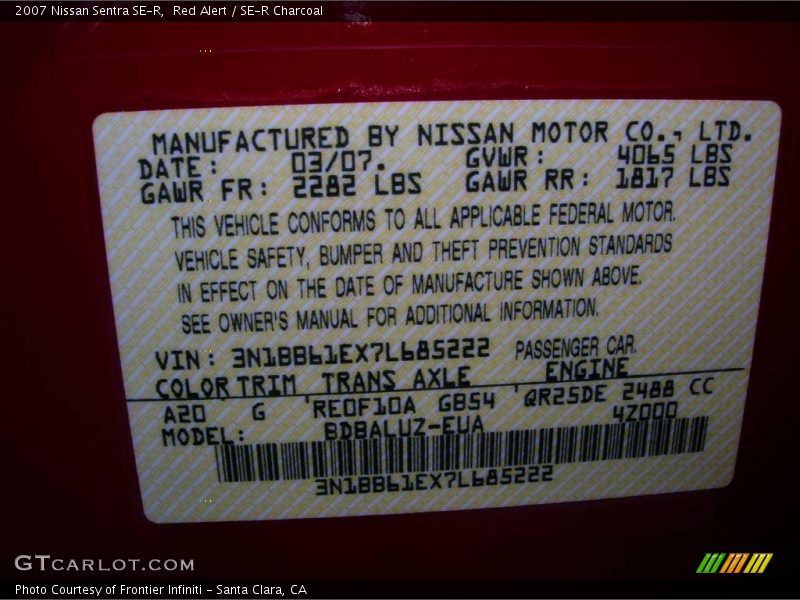 2007 Nissan Sentra SE-R,  Red Alert / SE-R Charcoal
MANUFACTURED BY NISSAN MOTOR CO., LTD.
DATE: 03/07. GVWR: 4065 LBS
GAWR FR: 2282 LBS GAWR RR: 1817 LBS
THIS VEHICLE CONFORMS TO ALL APPLICABLE FEDERAL MOTOR.
VEHICLE SAFETY, BUMPER AND THEFT PREVENTION STANDARDS
IN EFFECT ON THE DATE OF MANUFACTURE SHOWN ABOVE.
SEE OWNER'S MANUAL FOR ADDITIONAL INFORMATION.
VIN: 3N1BB61EX7L685222 PASSENGER CAR.
COLOR TRIM TRANS AXLE ENGINE
A20 G RE0F10A GB54 QR25DE 2488 CC
MODEL: BDBALUZ-EUA 4Z000
3N1BB61EX7L685222
GTCARLOT.COM
Photo Courtesy of Frontier Infiniti - Santa Clara, CA